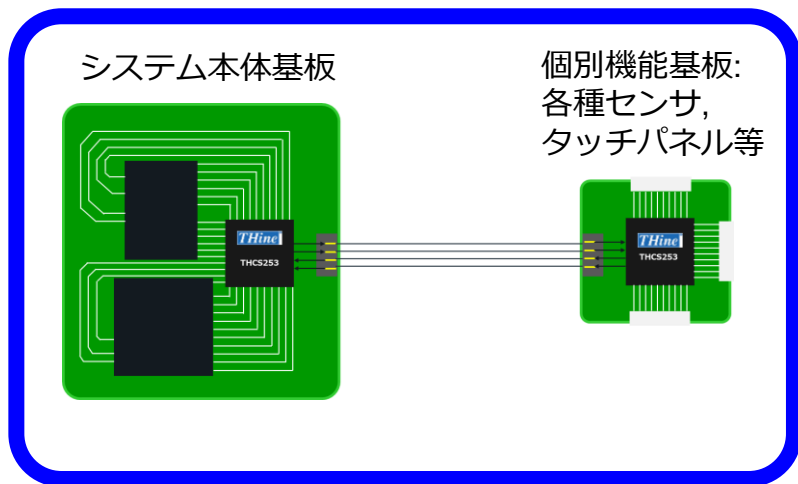 システム本体基板
個別機能基板:
各種センサ,
タッチパネル等
THine
THCS253
THine
THCS253